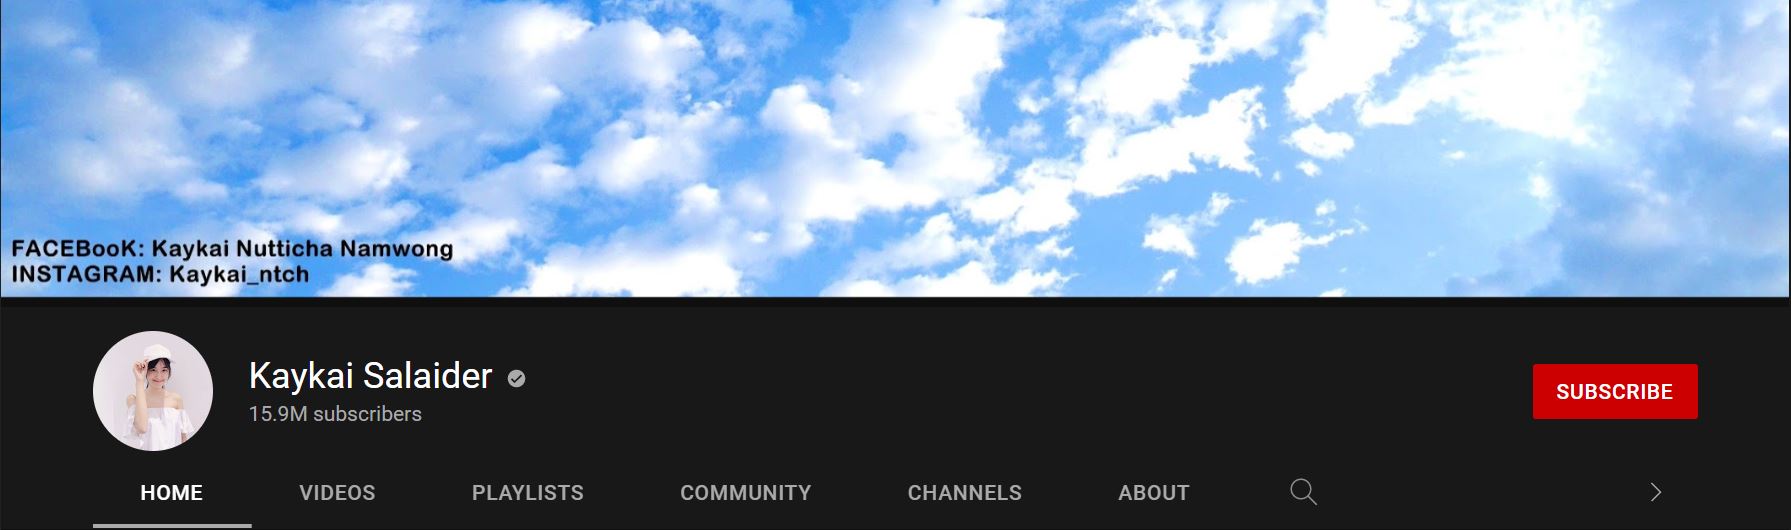 FACEBooK: Kaykai Nutticha Namwong
INSTAGRAM: Kaykai_ntch
Kaykai Salaider
15.9M subscribers
SUBSCRIBE
HOME VIDEOS PLAYLISTS COMMUNITY CHANNELS ABOUT